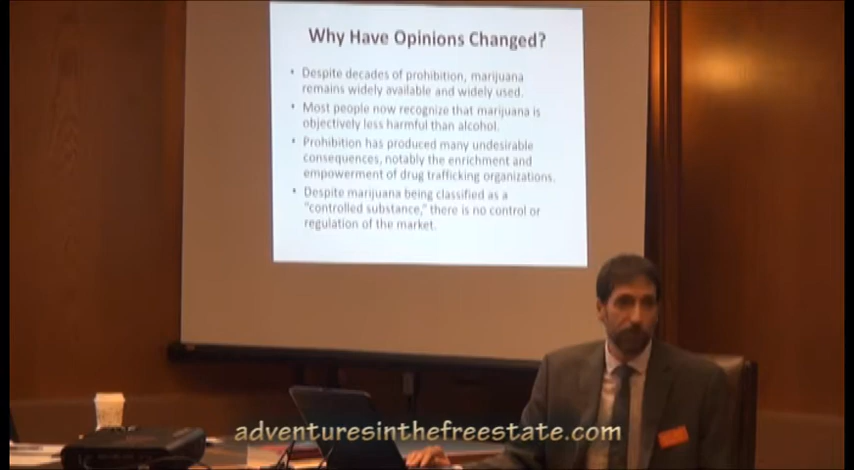 Why Have Opinions Changed?
• Despite decades of prohibition, marijuana
remains widely available and widely used.
• Most people now recognize that marijuana is
objectively less harmful than alcohol.
• Prohibition has produced many undesirable
consequences, notably the enrichment and
empowerment of drug trafficking organizations.
• Despite marijuana being classified as a
"controlled substance," there is no control or
regulation of the market.
adventuresinthefreestate.com